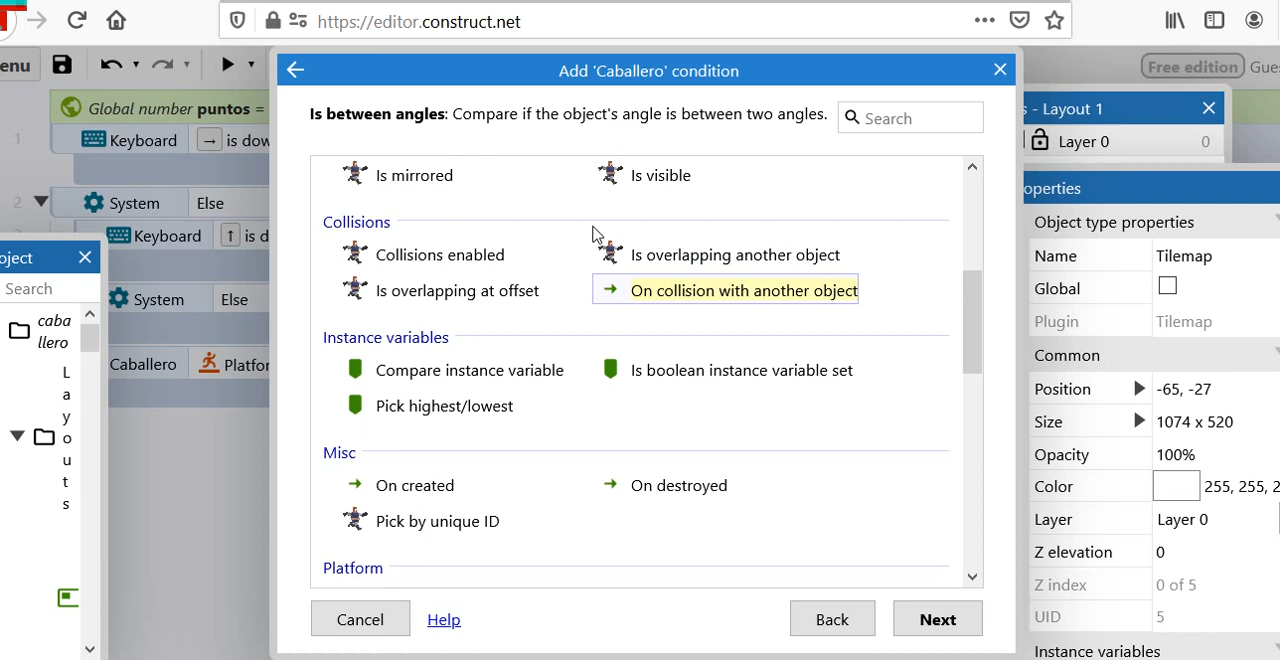 https://editor.construct.net
enu
Free edition Gue
Add 'Caballero' condition
Is between angles: Compare if the object's angle is between two angles.
Search
Is mirrored Is visible
Collisions
Collisions enabled Is overlapping another object
Is overlapping at offset On collision with another object
Instance variables
Compare instance variable Is boolean instance variable set
Pick highest/lowest
Misc
On created On destroyed
Pick by unique ID
Platform
Cancel Help Back Next
Global number puntos =
1 Keyboard → is dow
2 System Else
Keyboard ↑ is d
System Else
Caballero Platfor
oject
Search
caba
llero
L
a
y
o
u
t
s
s - Layout 1
Layer 0 0
operties
Object type properties
Name Tilemap
Global
Plugin Tilemap
Common
Position -65, -27
Size 1074 x 520
Opacity 100%
Color 255, 255, 2
Layer Layer 0
Z elevation 0
Z index 0 of 5
UID 5
Instance variables